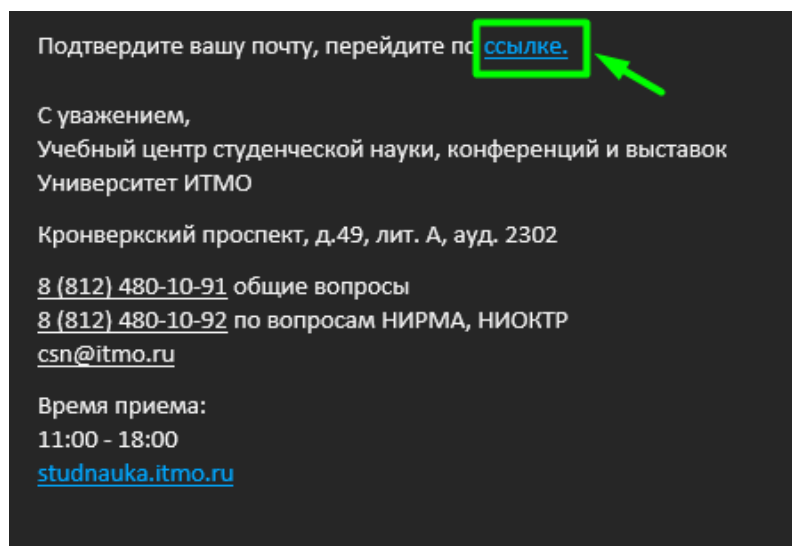 Подтвердите вашу почту, перейдите по ссылке.
С уважением,
Учебный центр студенческой науки, конференций и выставок
Университет ИТМО
Кронверкский проспект, д.49, лит. А, ауд. 2302
8 (812) 480-10-91 общие вопросы
8 (812) 480-10-92 по вопросам НИРМА, НИОКТР
csn@itmo.ru
Время приема:
11:00 - 18:00
studnauka.itmo.ru